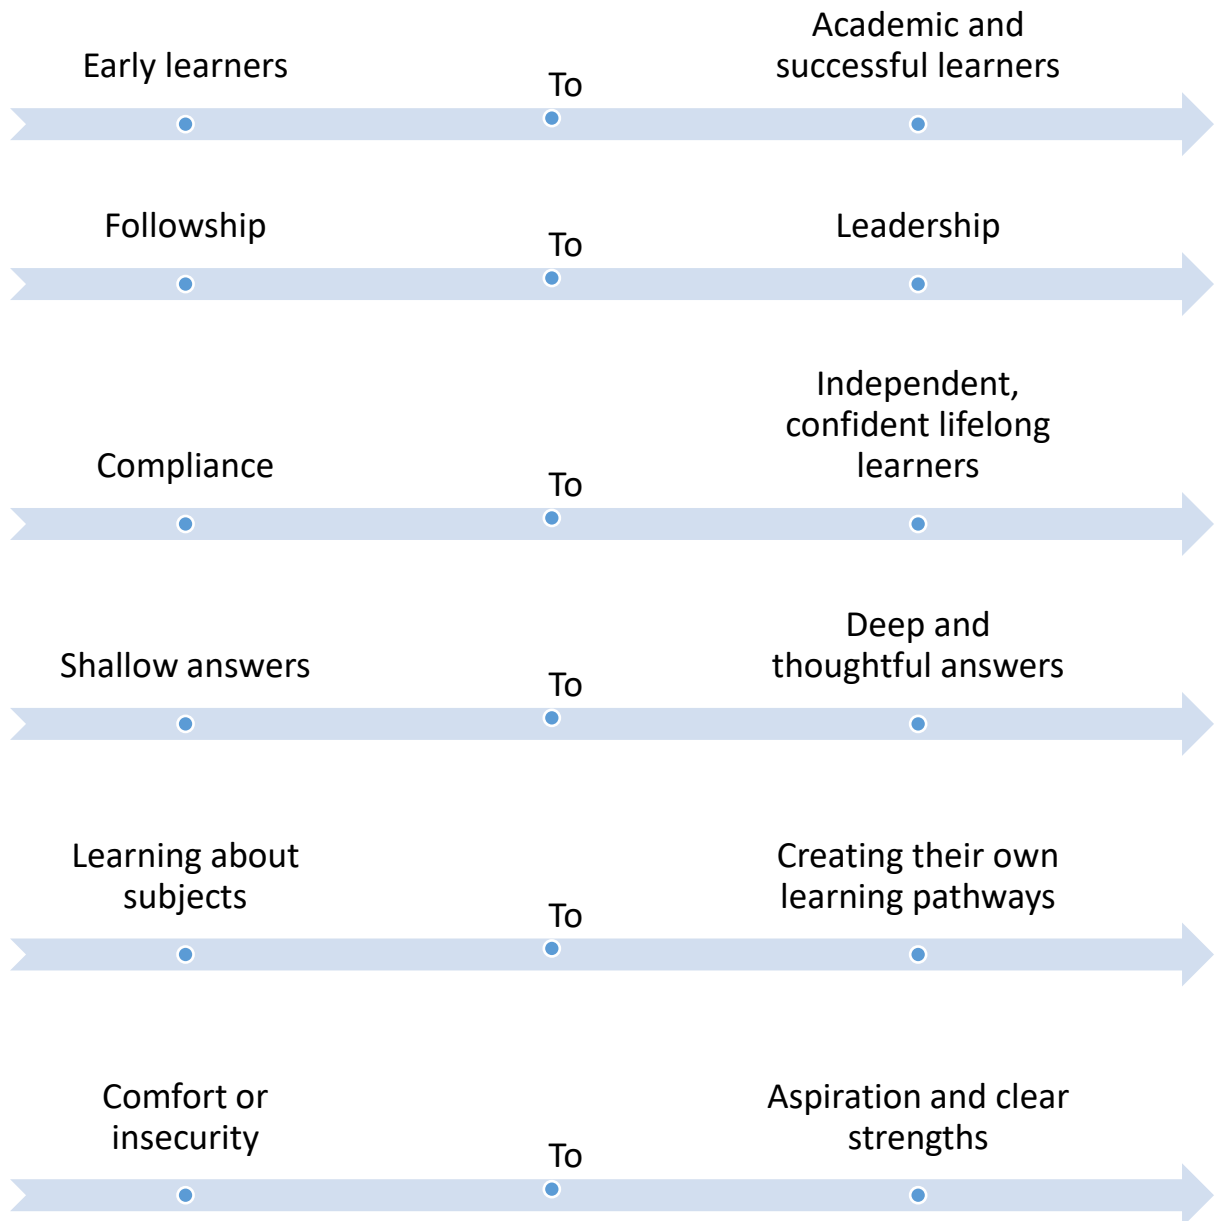 Early learners
To
Academic and
successful learners
Followship
To
Leadership
Compliance
To
Independent,
confident lifelong
learners
Shallow answers
To
Deep and
thoughtful answers
Learning about
subjects
To
Creating their own
learning pathways
Comfort or
insecurity
To
Aspiration and clear
strengths